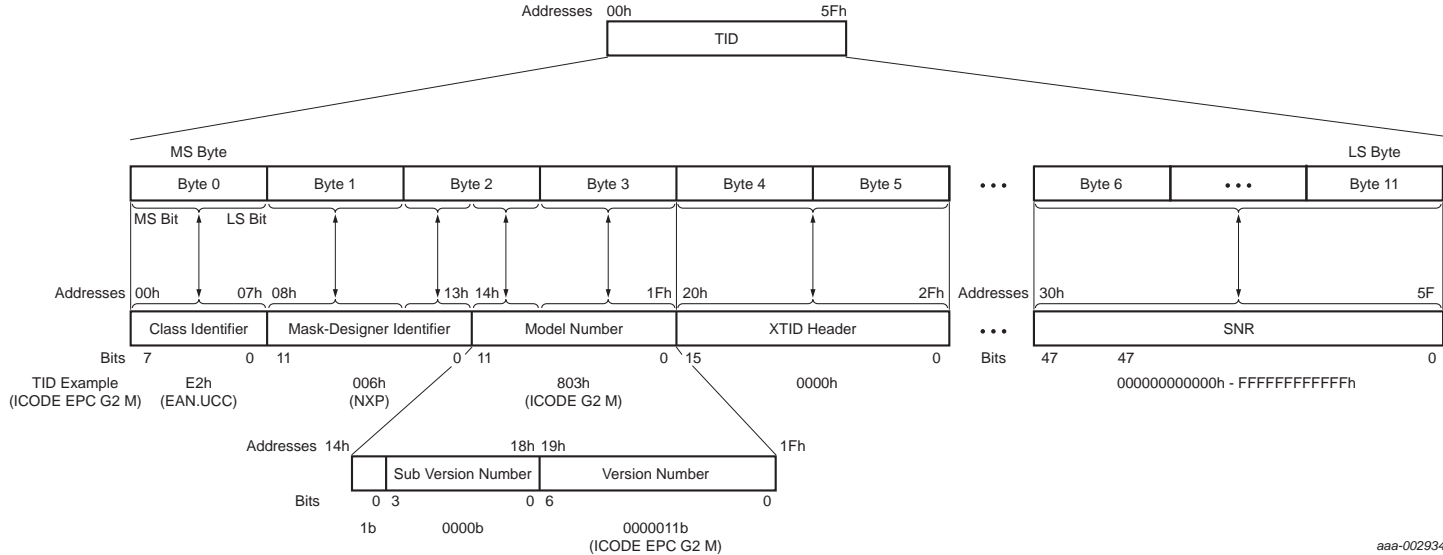 Addresses 00h 5Fh
TID
MS Byte LS Byte
Byte 0 Byte 1 Byte 2 Byte 3 Byte 4 Byte 5 ••• Byte 6 ••• Byte 11
MS Bit LS Bit
Addresses 00h 07h 08h 13h 14h 1Fh 20h 2Fh Addresses 30h 5F
Class Identifier Mask-Designer Identifier Model Number XTID Header ••• SNR
Bits 7 0 11 0 11 0 15 0 Bits 47 47 0
TID Example E2h 006h 803h 0000h 000000000000h - FFFFFFFFFFFFh
(ICODE EPC G2 M) (EAN.UCC) (NXP) (ICODE G2 M)
Addresses 14h 18h 19h 1Fh
Sub Version Number Version Number
Bits 0 3 0 6 0
1b 0000b 0000011b
(ICODE EPC G2 M)
aaa-002934